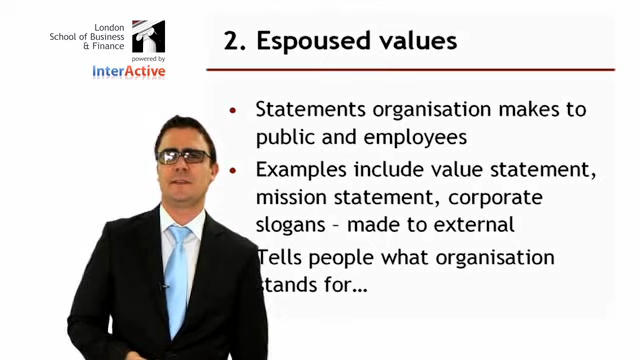 London
School of Business
& Finance
powered by
InterActive
2. Espoused values
• Statements organisation makes to
public and employees
• Examples include value statement,
mission statement, corporate
slogans – made to external
Tells people what organisation
stands for…